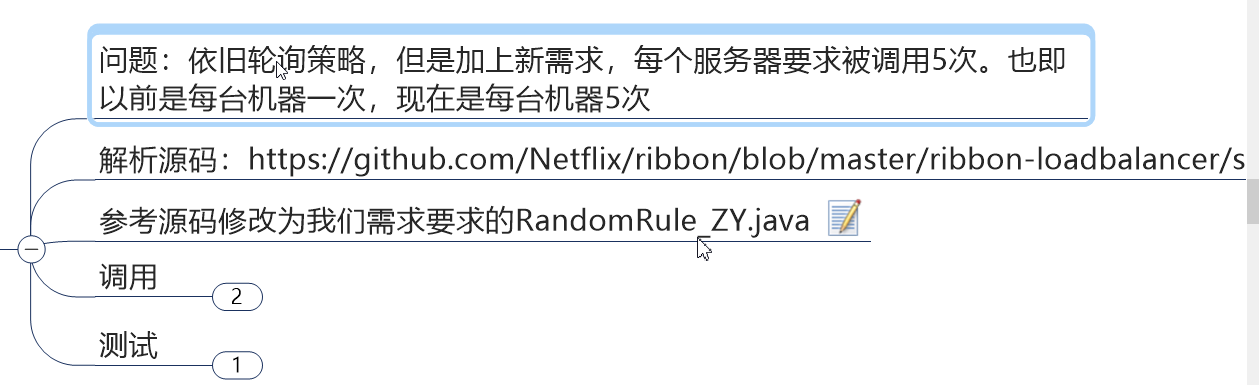 问题：依旧轮询策略，但是加上新需求，每个服务器要求被调用5次。也即
以前是每台机器一次，现在是每台机器5次
解析源码：https://github.com/Netflix/ribbon/blob/master/ribbon-loadbalancer/s
参考源码修改为我们需求要求的RandomRule_ZY.java
调用
2
测试
1